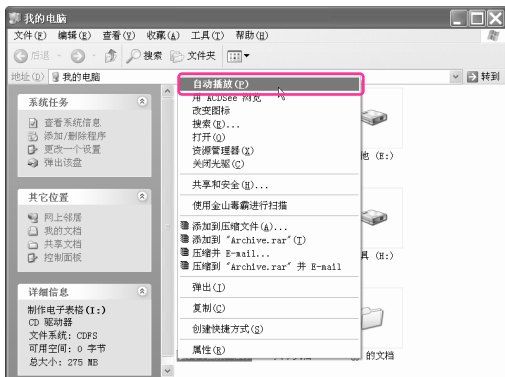 我的电脑
文件(F) 编辑(E) 查看(V) 收藏(A) 工具(T) 帮助(H)
后退 搜索 文件夹
地址(D) 我的电脑 转到
系统任务
查看系统信息
添加/删除程序
更改一个设置
弹出该盘
其它位置
网上邻居
我的文档
共享文档
控制面板
详细信息
制作电子表格(I:)
CD 驱动器
文件系统: CDFS
可用空间: 0 字节
总大小: 275 MB
自动播放(P)
用 ACDSee 浏览
改变图标
搜索(E)...
打开(O)
资源管理器(X)
关闭光驱(C)
共享和安全(H)...
使用金山毒霸进行扫描
添加到压缩文件(A)...
添加到 "Archive.rar"(T)
压缩并 E-mail...
压缩到 "Archive.rar" 并 E-mail
弹出(J)
复制(C)
创建快捷方式(S)
属性(R)
他 (E:)
具 (H:)
的文档